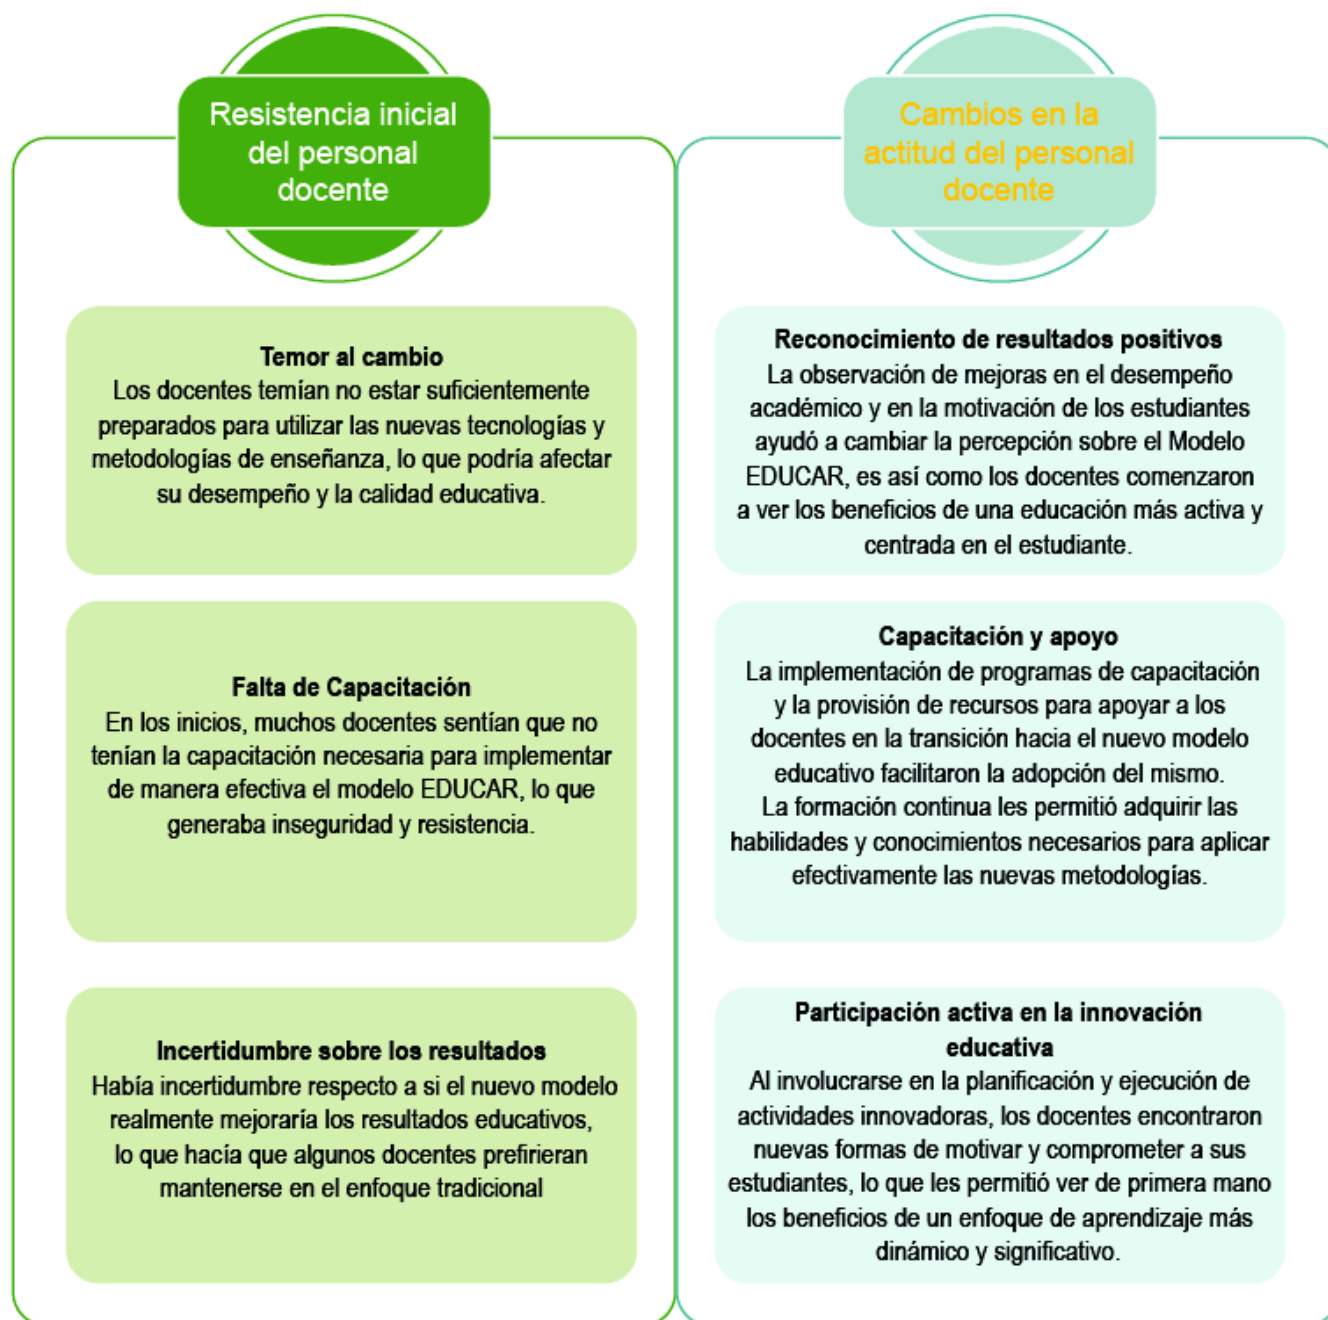 Resistencia inicial
del personal
docente
Temor al cambio
Los docentes temían no estar suficientemente
preparados para utilizar las nuevas tecnologías y
metodologías de enseñanza, lo que podría afectar
su desempeño y la calidad educativa.
Falta de Capacitación
En los inicios, muchos docentes sentían que no
tenían la capacitación necesaria para implementar
de manera efectiva el modelo EDUCAR, lo que
generaba inseguridad y resistencia.
Incertidumbre sobre los resultados
Había incertidumbre respecto a si el nuevo modelo
realmente mejoraría los resultados educativos,
lo que hacía que algunos docentes prefirieran
mantenerse en el enfoque tradicional
Cambios en la
actitud del personal
docente
Reconocimiento de resultados positivos
La observación de mejoras en el desempeño
académico y en la motivación de los estudiantes
ayudó a cambiar la percepción sobre el Modelo
EDUCAR, es así como los docentes comenzaron
a ver los beneficios de una educación más activa y
centrada en el estudiante.
Capacitación y apoyo
La implementación de programas de capacitación
y la provisión de recursos para apoyar a los
docentes en la transición hacia el nuevo modelo
educativo facilitaron la adopción del mismo.
La formación continua les permitió adquirir las
habilidades y conocimientos necesarios para aplicar
efectivamente las nuevas metodologías.
Participación activa en la innovación
educativa
Al involucrarse en la planificación y ejecución de
actividades innovadoras, los docentes encontraron
nuevas formas de motivar y comprometer a sus
estudiantes, lo que les permitió ver de primera mano
los beneficios de un enfoque de aprendizaje más
dinámico y significativo.